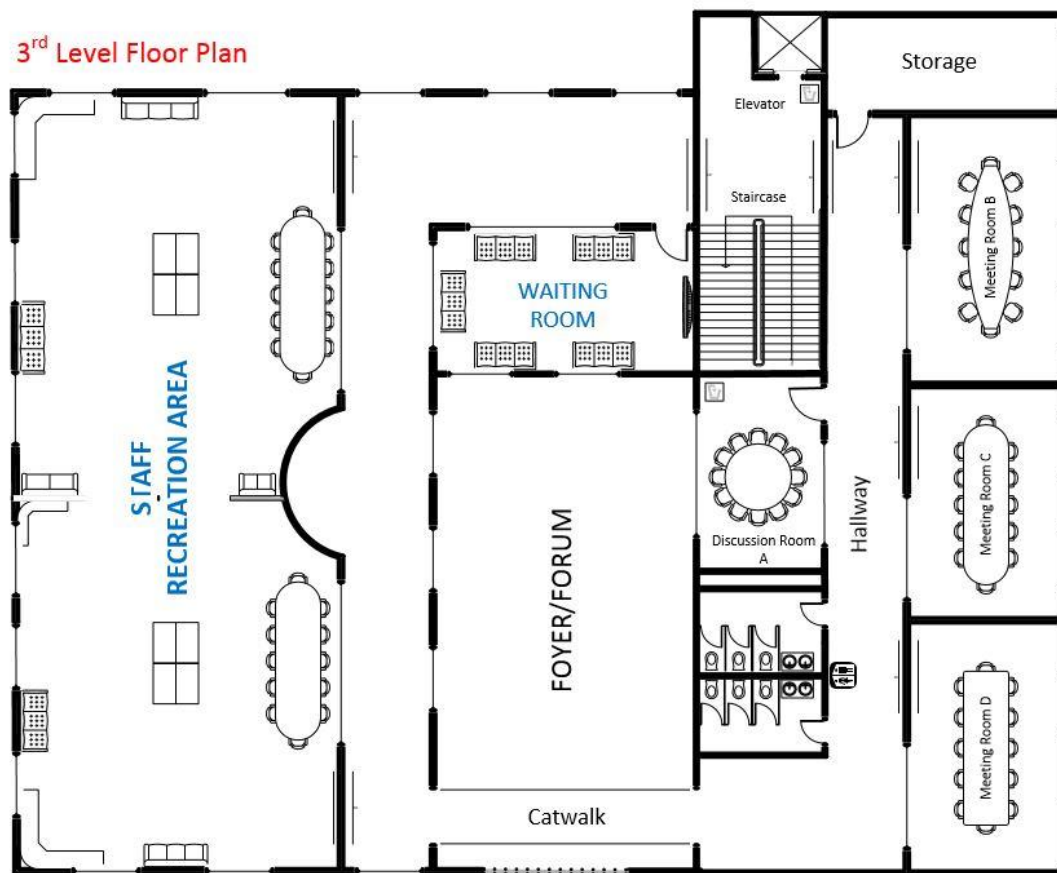 3rd Level Floor Plan
Storage
Elevator
Staircase
Meeting Room B
WAITING
ROOM
STAFF
RECREATION AREA
FOYER/FORUM
Discussion Room
A
Hallway
Meeting Room C
Meeting Room D
Catwalk